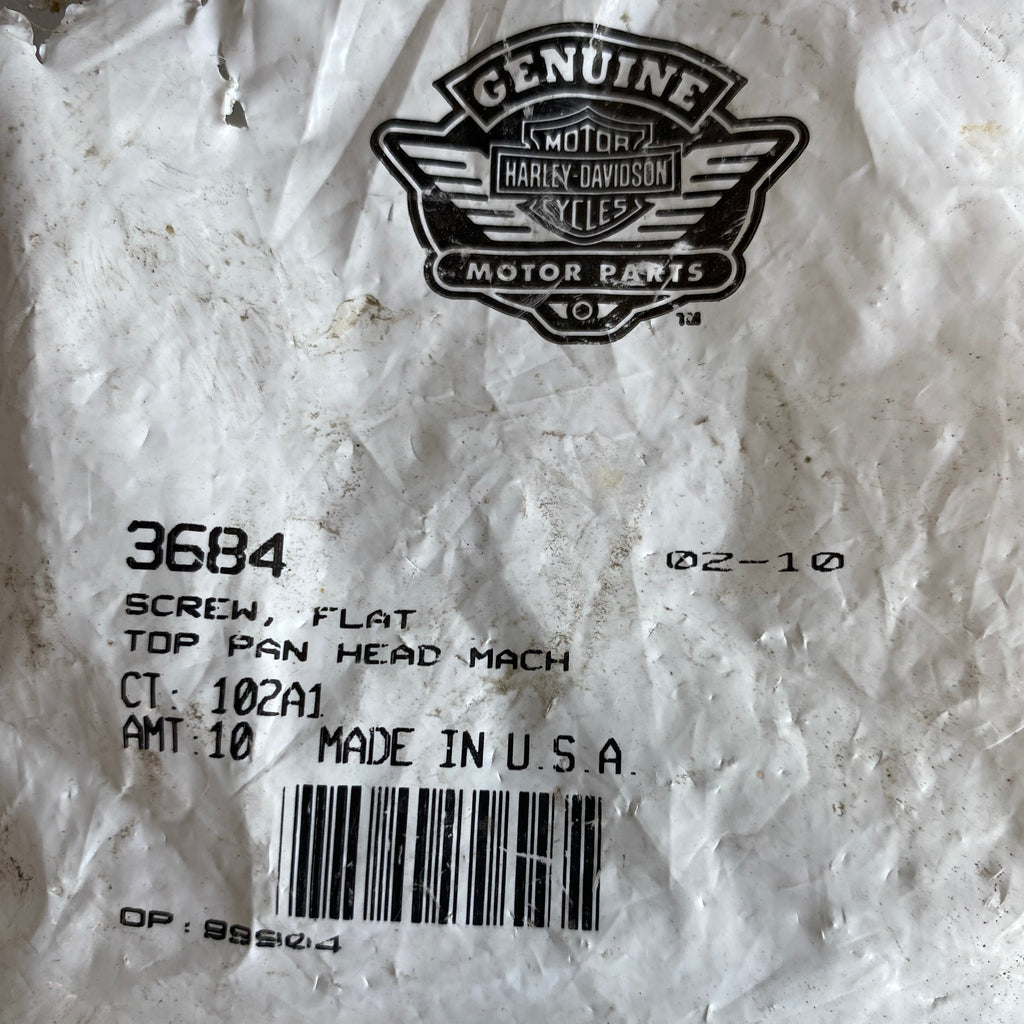 GENUINE
MOTOR
HARLEY-DAVIDSON
CYCLES
MOTOR PARTS
TM
3684
02-10
SCREW, FLAT
TOP PAN HEAD MACH
CT: 102A1
AMT:10 MADE IN U.S.A.
OP: